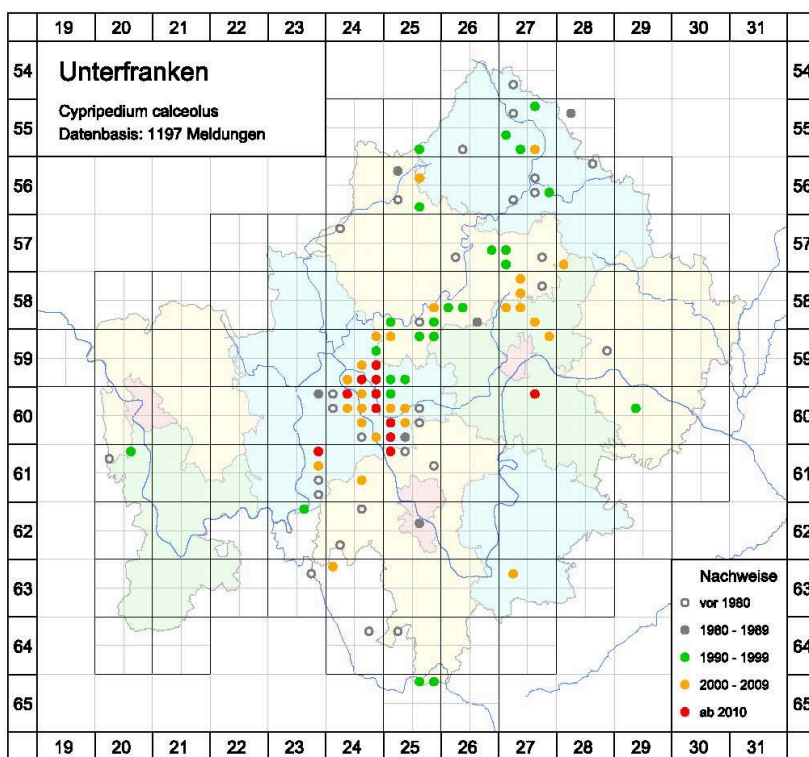 19 20 21 22 23 24 25 26 27 28 29 30 31
Unterfranken
Cypripedium calceolus
Datenbasis: 1197 Meldungen
54 54
55 55
56 56
57 57
58 58
59 59
60 60
61 61
62 62
63 63
64 64
65 65
Nachweise
vor 1980
1980 - 1989
1990 - 1999
2000 - 2009
ab 2010
19 20 21 22 23 24 25 26 27 28 29 30 31